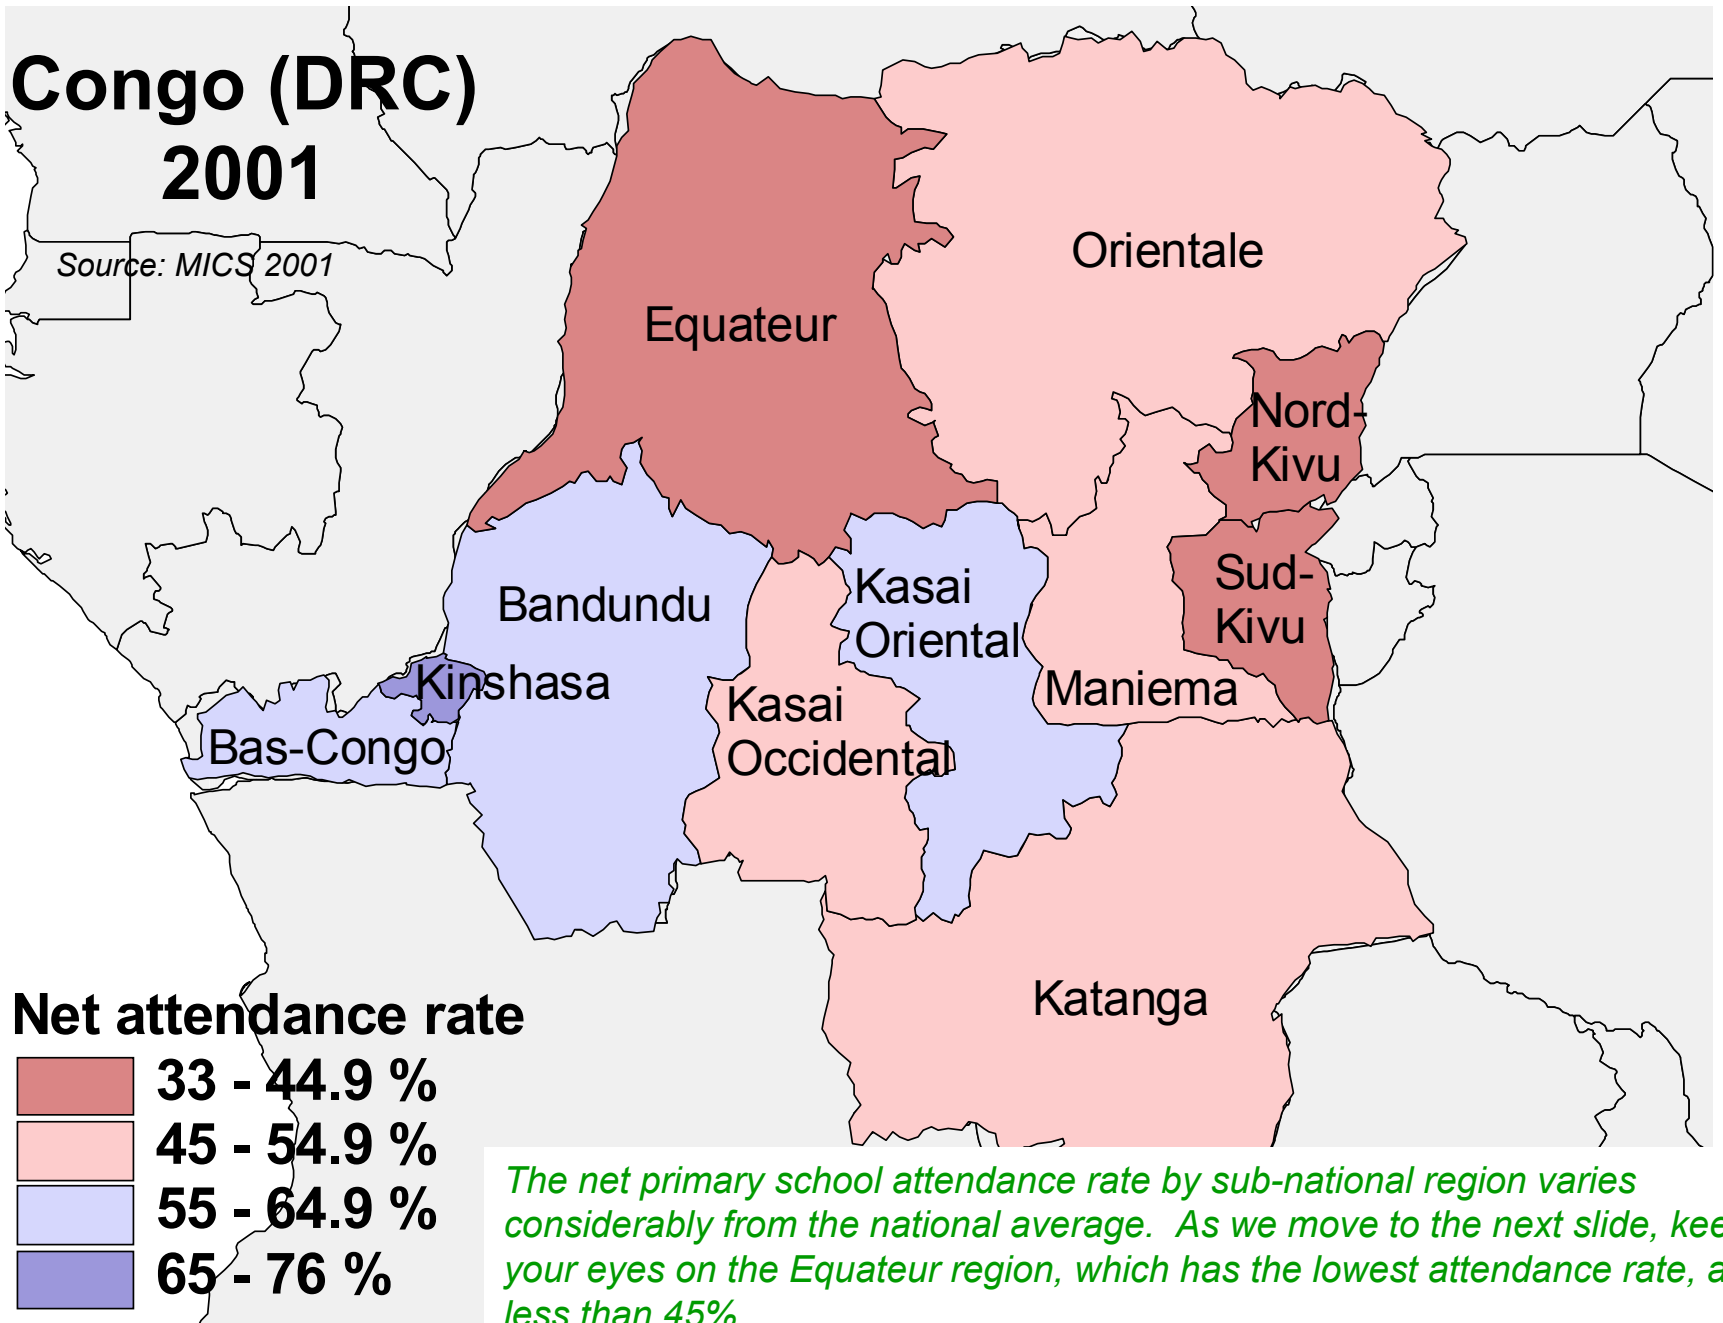 Congo (DRC)
2001
Source: MICS 2001
Orientale
Equateur
Nord-
Kivu
Sud-
Kivu
Kasai
Oriental
Bandundu
Kinshasa
Maniema
Kasai
Occidental
Bas-Congo
Katanga
Net attendance rate
33 - 44.9 %
45 - 54.9 %
55 - 64.9 %
65 - 76 %
The net primary school attendance rate by sub-national region varies
considerably from the national average. As we move to the next slide, kee
your eyes on the Equateur region, which has the lowest attendance rate, a
less than 45%